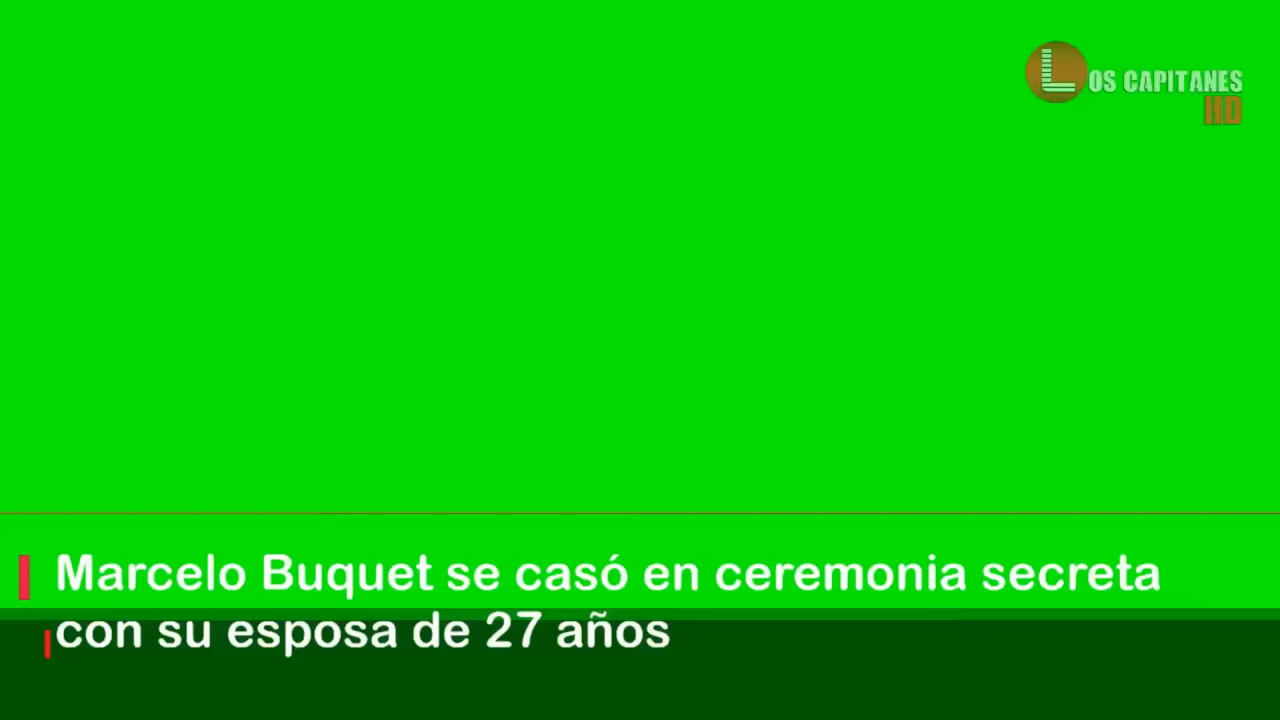 LOS CAPITANES
HD
Marcelo Buquet se casó en ceremonia secreta
con su esposa de 27 años